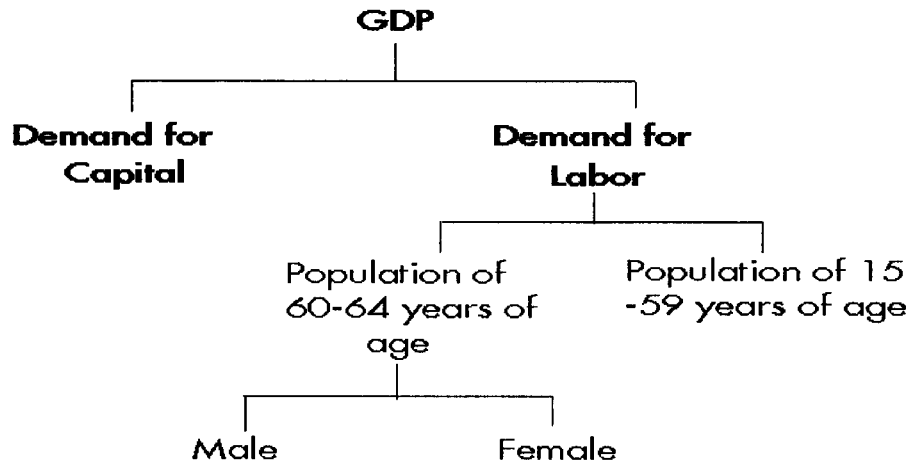 GDP
Demand for
Capital
Demand for
Labor
Population of
60-64 years of
age
Population of 15
-59 years of age
Male
Female